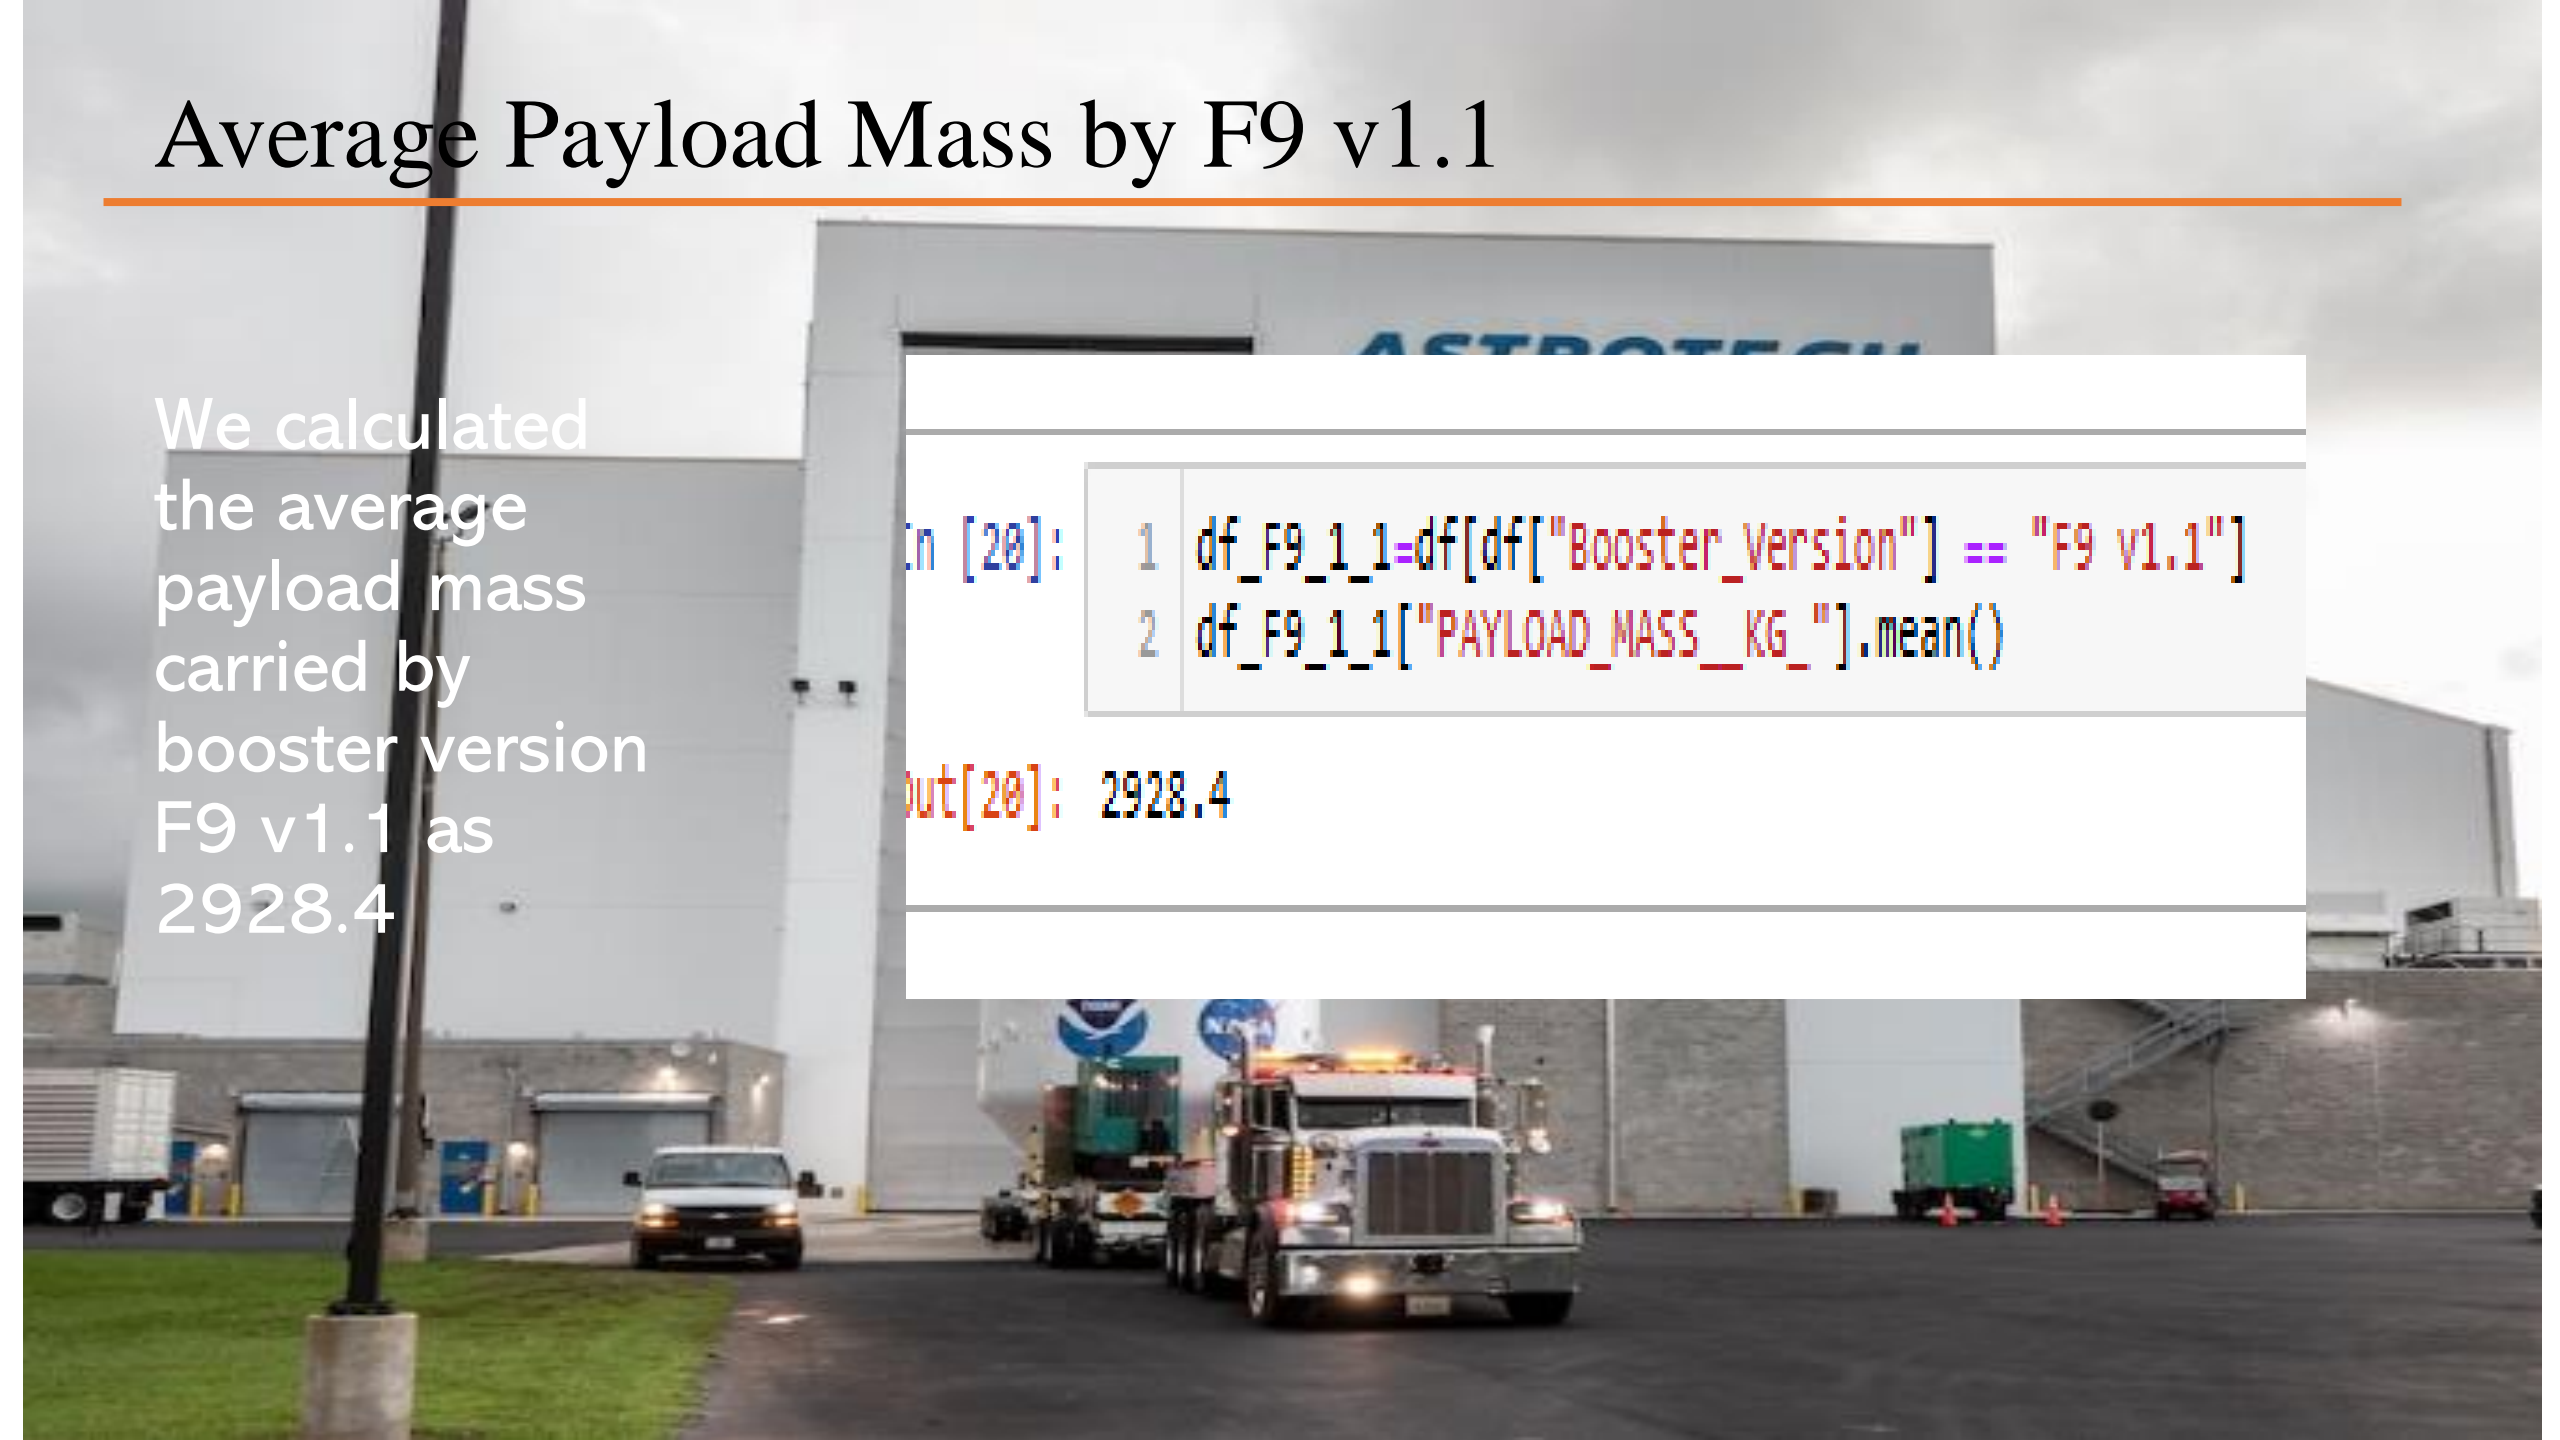 Average Payload Mass by F9 v1.1
ASTROTECH
We calculated
the average
payload mass
carried by
booster version
F9 v1.1 as
2928.4
n [20]:
1 df_F9_1_1=df[df["Booster_Version"] == "F9 v1.1"]
2 df_F9_1_1["PAYLOAD_MASS__KG_"].mean()
out[20]: 2928.4
NASA